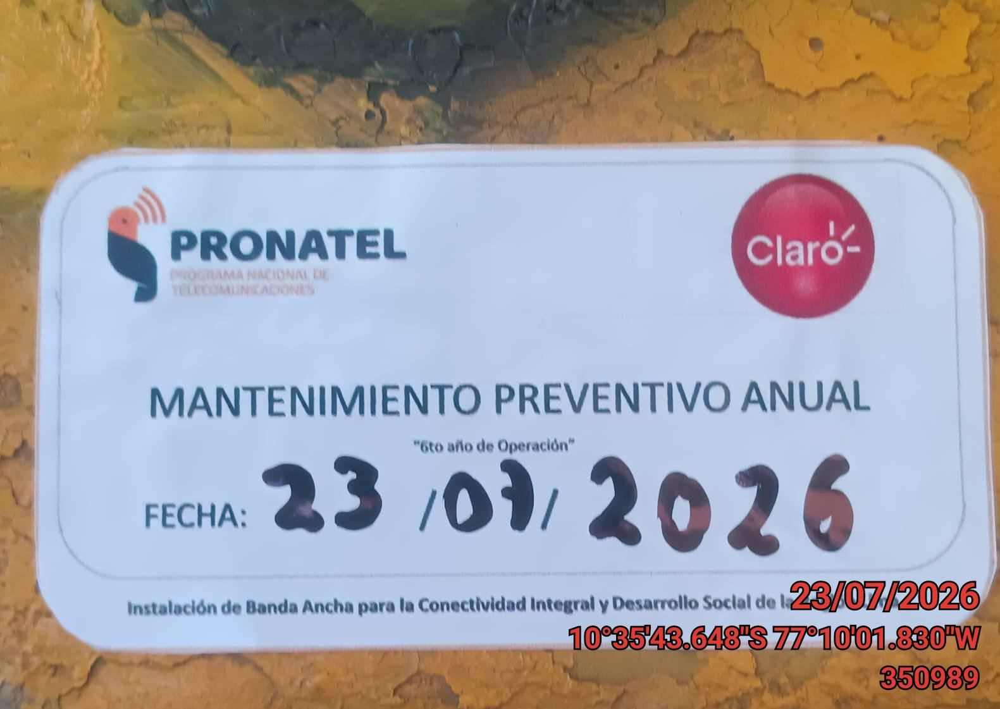 PRONATEL
PROGRAMA NACIONAL DE
TELECOMUNICACIONES
Claro
MANTENIMIENTO PREVENTIVO ANUAL
"6to año de Operación"
FECHA: 23 /07/ 2026
Instalación de Banda Ancha para la Conectividad Integral y Desarrollo Social de la
23/07/2026
10°35'43.648"S 77°10'01.830"W
350989